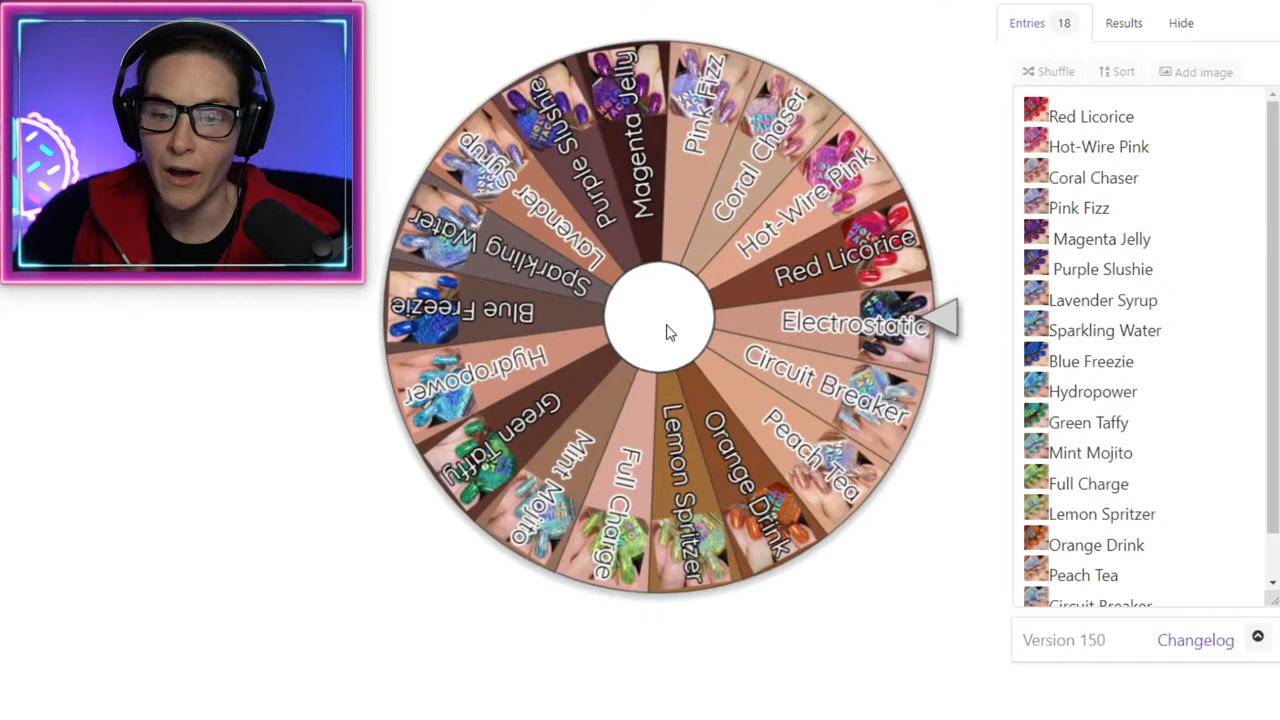 Entries 18 Results Hide
Shuffle Sort Add image
Red Licorice
Hot-Wire Pink
Coral Chaser
Pink Fizz
Magenta Jelly
Purple Slushie
Lavender Syrup
Sparkling Water
Blue Freezie
Hydropower
Green Taffy
Mint Mojito
Full Charge
Lemon Spritzer
Orange Drink
Peach Tea
Circuit Breaker
Version 150 Changelog
Magenta Jelly
Pink Fizz
Coral Chaser
Hot-Wire Pink
Red Licorice
Electrostatic
Circuit Breaker
Peach Tea
Orange Drink
Lemon Spritzer
Full Charge
Mint Mojito
Green Taffy
Hydropower
Blue Freezie
Sparkling Water
Lavender Syrup
Purple Slushie